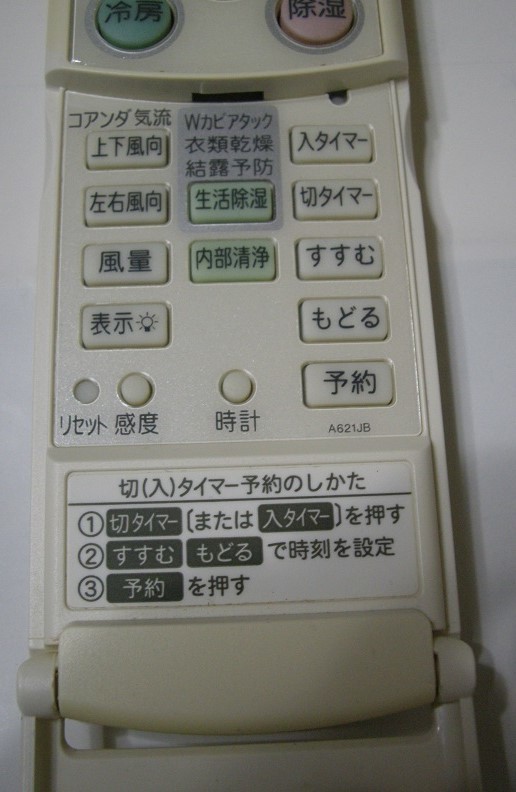 冷房
除湿
コアンダ気流
Wカビアタック
衣類乾燥
結露予防
上下風向
入タイマー
左右風向
生活除湿
切タイマー
風量
内部清浄
すすむ
表示
もどる
予約
リセット
感度
時計
A621JB
切(入)タイマー予約のしかた
①切タイマー(または入タイマー)を押す
②すすむ もどる で時刻を設定
③予約を押す